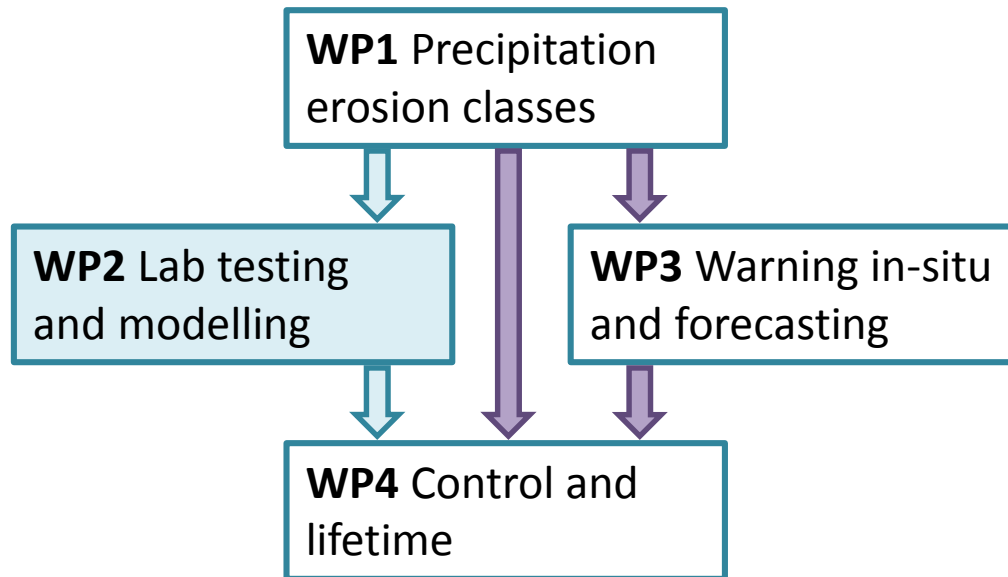 WP1 Precipitation
erosion classes
WP2 Lab testing
and modelling
WP3 Warning in-situ
and forecasting
WP4 Control and
lifetime